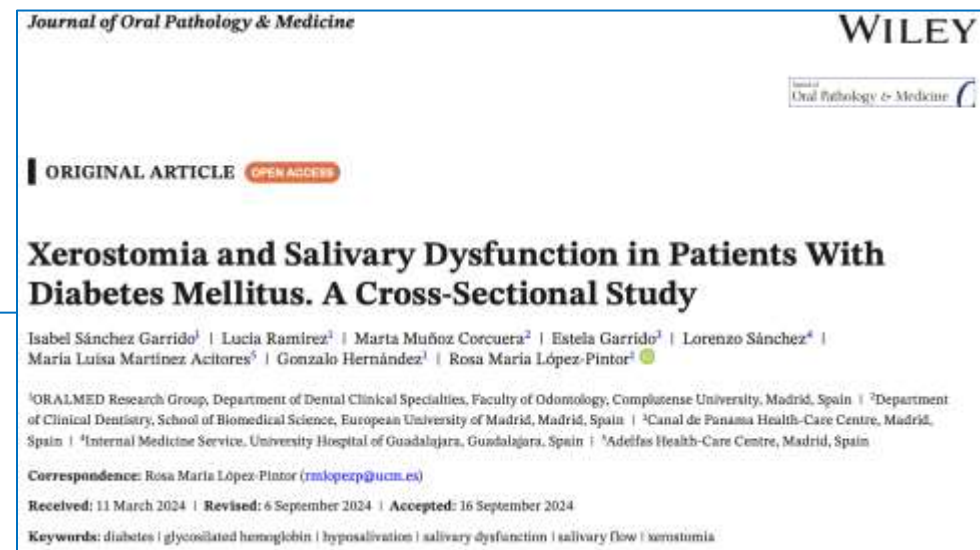 Journal of Oral Pathology & Medicine
WILEY
Oral Pathology & Medicine
ORIGINAL ARTICLE OPEN ACCESS
Xerostomia and Salivary Dysfunction in Patients With
Diabetes Mellitus. A Cross-Sectional Study
Isabel Sánchez Garrido¹ | Lucía Ramírez¹ | Marta Muñoz Corcuera² | Estela Garrido³ | Lorenzo Sánchez⁴ |
María Luisa Martínez Acitores⁵ | Gonzalo Hernández¹ | Rosa María López-Pintor¹
¹ORALMED Research Group, Department of Dental Clinical Specialties, Faculty of Odontology, Complutense University, Madrid, Spain | ²Department
of Clinical Dentistry, School of Biomedical Science, European University of Madrid, Madrid, Spain | ³Canal de Panama Health-Care Centre, Madrid,
Spain | ⁴Internal Medicine Service, University Hospital of Guadalajara, Guadalajara, Spain | ⁵Adelfas Health-Care Centre, Madrid, Spain
Correspondence: Rosa María López-Pintor (rmlopezp@ucm.es)
Received: 11 March 2024 | Revised: 6 September 2024 | Accepted: 16 September 2024
Keywords: diabetes | glycosilated hemoglobin | hyposalivation | salivary dysfunction | salivary flow | xerostomia